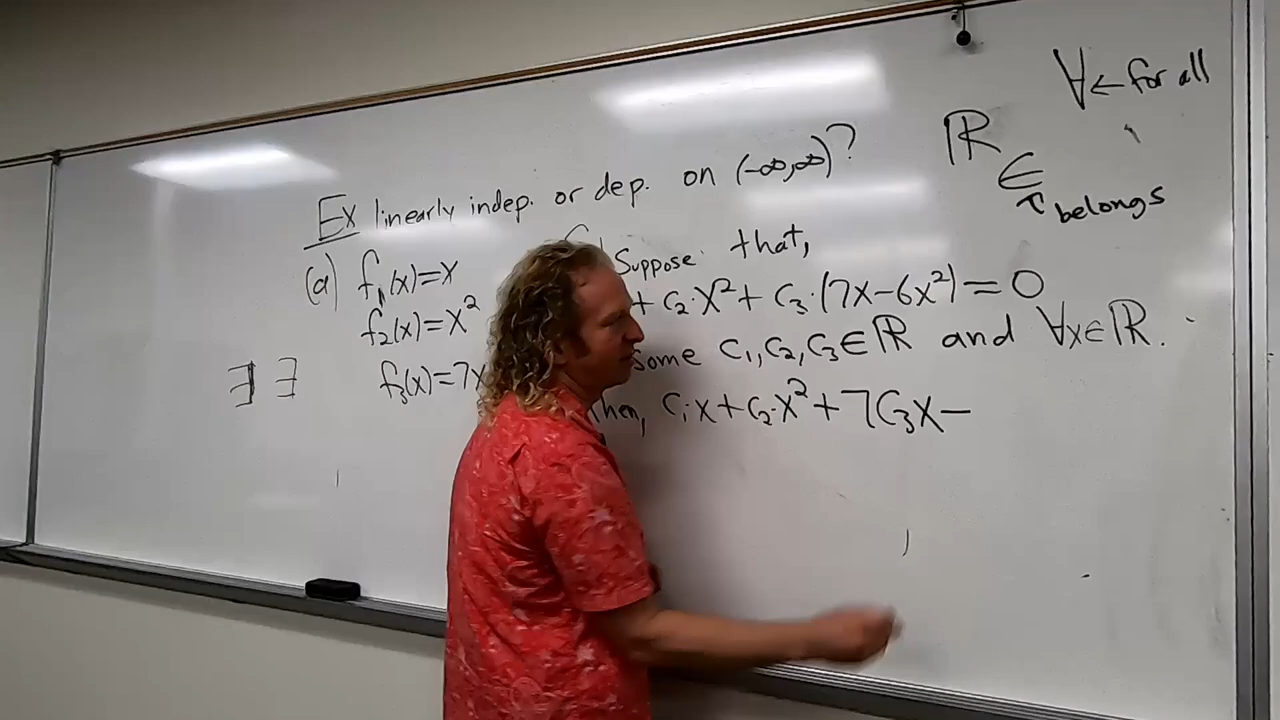 ∀ ← for all
ℝ
∈
↖ belongs
Ex linearly indep. or dep. on (-∞,∞)?
(a) f₁(x)=x
f₂(x)=x²
f₃(x)=7x
∃ ∃
Suppose that,
+ c₂·x² + c₃·(7x-6x²)=0
some c₁,c₂,c₃∈ℝ and ∀x∈ℝ.
Then, c₁·x+c₂·x²+7c₃x-